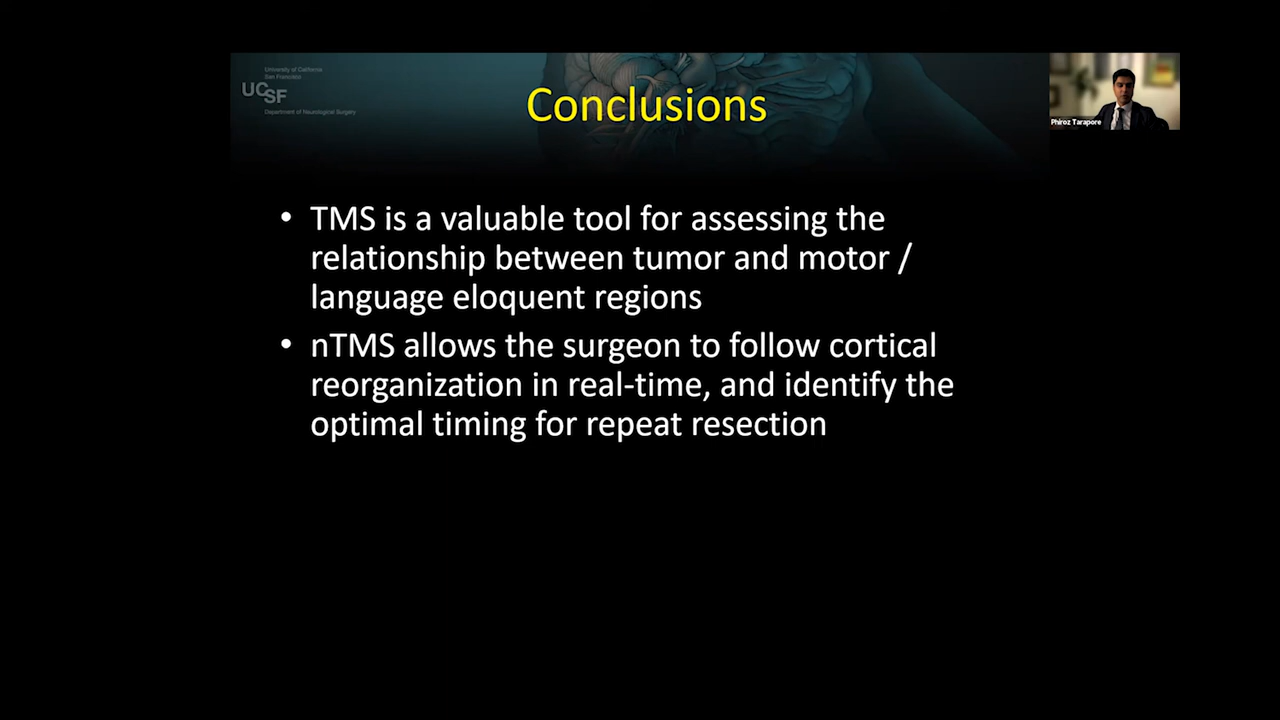 University of California
San Francisco
UCSF
Department of Neurological Surgery
Conclusions
Phiroz Tarapore
• TMS is a valuable tool for assessing the
relationship between tumor and motor /
language eloquent regions
• nTMS allows the surgeon to follow cortical
reorganization in real-time, and identify the
optimal timing for repeat resection